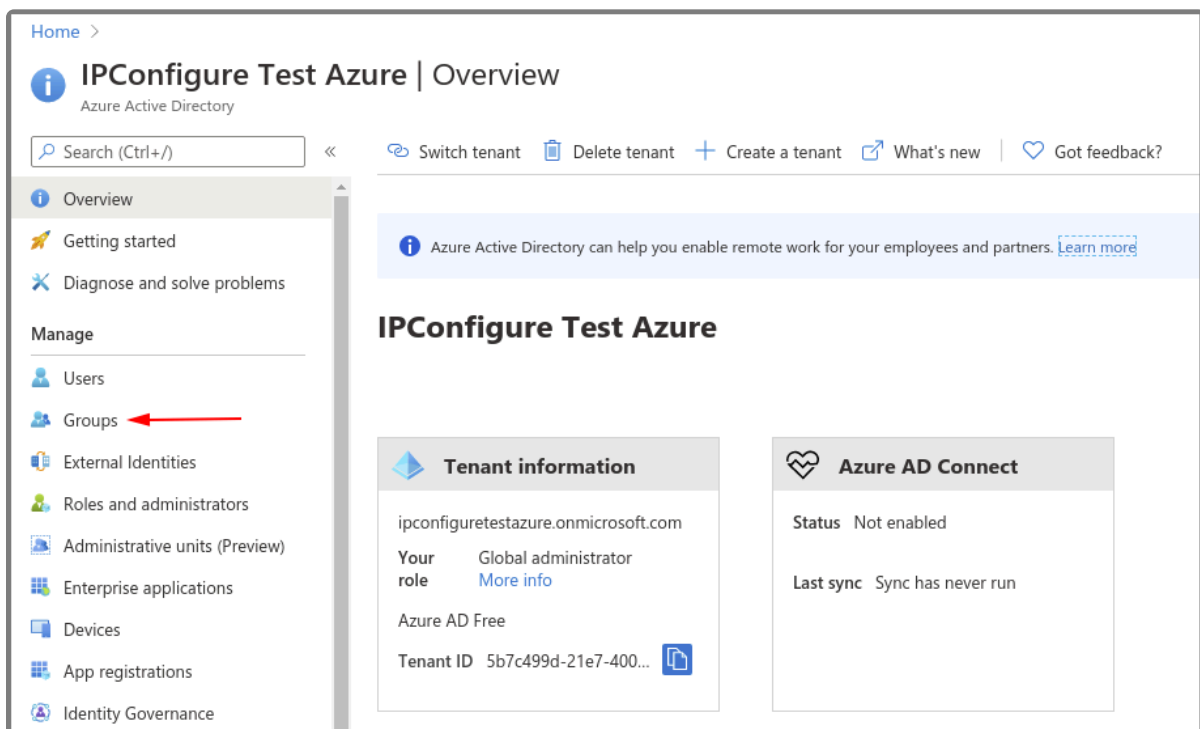 Home >
IPConfigure Test Azure | Overview
Azure Active Directory
Search (Ctrl+/)
«
Switch tenant
Delete tenant
Create a tenant
What's new
Got feedback?
Overview
Getting started
Diagnose and solve problems
Manage
Users
Groups
External Identities
Roles and administrators
Administrative units (Preview)
Enterprise applications
Devices
App registrations
Identity Governance
Azure Active Directory can help you enable remote work for your employees and partners. Learn more
IPConfigure Test Azure
Tenant information
ipconfiguretestazure.onmicrosoft.com
Your role Global administrator
More info
Azure AD Free
Tenant ID 5b7c499d-21e7-400...
Azure AD Connect
Status Not enabled
Last sync Sync has never run